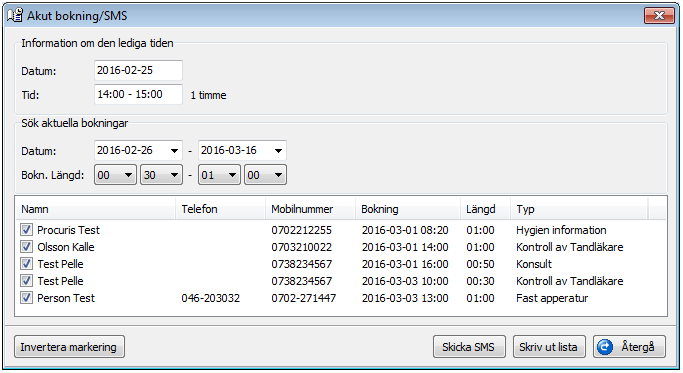 Akut bokning/SMS
Information om den lediga tiden
Datum: 2016-02-25
Tid: 14:00 - 15:00 1 timme
Sök aktuella bokningar
Datum: 2016-02-26 - 2016-03-16
Bokn. Längd: 00 30 - 01 00
Namn Telefon Mobilnummer Bokning Längd Typ
Procuris Test 0702212255 2016-03-01 08:20 01:00 Hygien information
Olsson Kalle 0703210022 2016-03-01 14:00 01:00 Kontroll av Tandläkare
Test Pelle 0738234567 2016-03-01 16:00 00:50 Konsult
Test Pelle 0738234567 2016-03-03 10:00 00:30 Kontroll av Tandläkare
Person Test 046-203032 0702-271447 2016-03-03 13:00 01:00 Fast apperatur
Invertera markering Skicka SMS Skriv ut lista Återgå